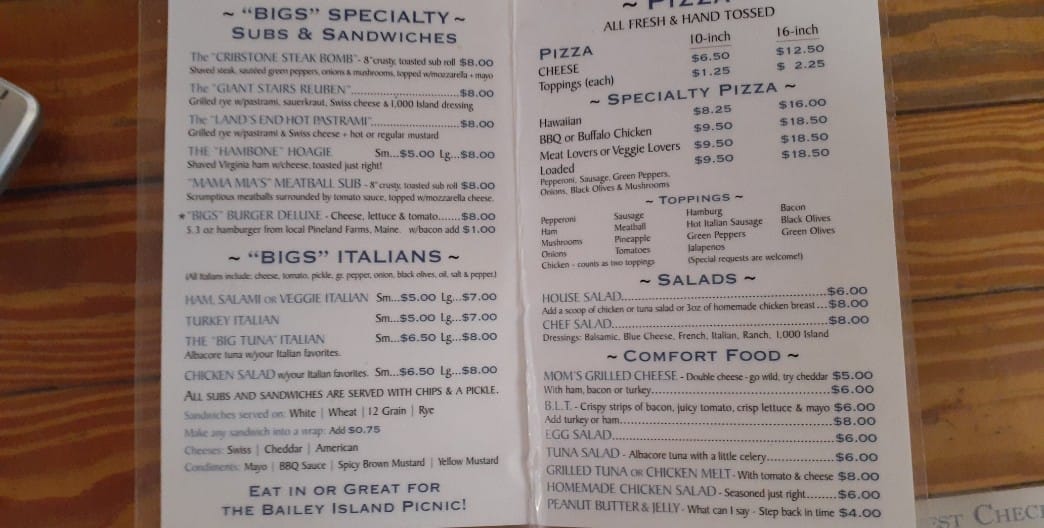 ~ "BIGS" SPECIALTY ~
SUBS & SANDWICHES
The "CRIBSTONE STEAK BOMB" - 8" crusty, toasted sub roll $8.00
Shaved steak, sautéed green peppers, onions & mushrooms, topped w/mozzarella + mayo
The "GIANT STAIRS REUBEN"..............................$8.00
Grilled rye w/pastrami, sauerkraut, Swiss cheese & 1,000 Island dressing
The "LAND'S END HOT PASTRAMI"..........................$8.00
Grilled rye w/pastrami & Swiss cheese + hot or regular mustard
THE "HAMBONE" HOAGIE Sm...$5.00 Lg...$8.00
Shaved Virginia ham w/cheese, toasted just right!
"MAMA MIA'S" MEATBALL SUB - 8" crusty, toasted sub roll $8.00
Scrumptious meatballs surrounded by tomato sauce, topped w/mozzarella cheese.
★"BIGS" BURGER DELUXE - Cheese, lettuce & tomato.......$8.00
5.3 oz hamburger from local Pineland Farms, Maine. w/bacon add $1.00
~ "BIGS" ITALIANS ~
(All Italians include: cheese, tomato, pickle, gr. pepper, onion, black olives, oil, salt & pepper.)
HAM, SALAMI OR VEGGIE ITALIAN Sm...$5.00 Lg...$7.00
TURKEY ITALIAN Sm...$5.00 Lg...$7.00
THE "BIG TUNA" ITALIAN Sm...$6.50 Lg...$8.00
Albacore tuna w/your Italian favorites.
CHICKEN SALAD w/your Italian favorites. Sm...$6.50 Lg...$8.00
ALL SUBS AND SANDWICHES ARE SERVED WITH CHIPS & A PICKLE.
Sandwiches served on: White | Wheat | 12 Grain | Rye
Make any sandwich into a wrap: Add $0.75
Cheeses: Swiss | Cheddar | American
Condiments: Mayo | BBQ Sauce | Spicy Brown Mustard | Yellow Mustard
EAT IN OR GREAT FOR
THE BAILEY ISLAND PICNIC!
~ PIZZA ~
ALL FRESH & HAND TOSSED
PIZZA 10-inch 16-inch
CHEESE $6.50 $12.50
Toppings (each) $1.25 $ 2.25
~ SPECIALTY PIZZA ~
Hawaiian $8.25 $16.00
BBQ or Buffalo Chicken $9.50 $18.50
Meat Lovers or Veggie Lovers $9.50 $18.50
Loaded $9.50 $18.50
Pepperoni, Sausage, Green Peppers,
Onions, Black Olives & Mushrooms
~ TOPPINGS ~
Pepperoni Sausage Hamburg Bacon
Ham Meatball Hot Italian Sausage Black Olives
Mushrooms Pineapple Green Peppers Green Olives
Onions Tomatoes Jalapenos
Chicken - counts as two toppings (Special requests are welcome!)
~ SALADS ~
HOUSE SALAD..................................................$6.00
Add a scoop of chicken or tuna salad or 3oz of homemade chicken breast ...$8.00
CHEF SALAD..................................................$8.00
Dressings: Balsamic, Blue Cheese, French, Italian, Ranch, 1,000 Island
~ COMFORT FOOD ~
MOM'S GRILLED CHEESE - Double cheese - go wild, try cheddar $5.00
With ham, bacon or turkey..........................................$6.00
B.L.T. - Crispy strips of bacon, juicy tomato, crisp lettuce & mayo $6.00
Add turkey or ham..................................................$8.00
EGG SALAD..................................................$6.00
TUNA SALAD - Albacore tuna with a little celery...................$6.00
GRILLED TUNA OR CHICKEN MELT - With tomato & cheese $8.00
HOMEMADE CHICKEN SALAD - Seasoned just right........$6.00
PEANUT BUTTER & JELLY - What can I say - Step back in time $4.00